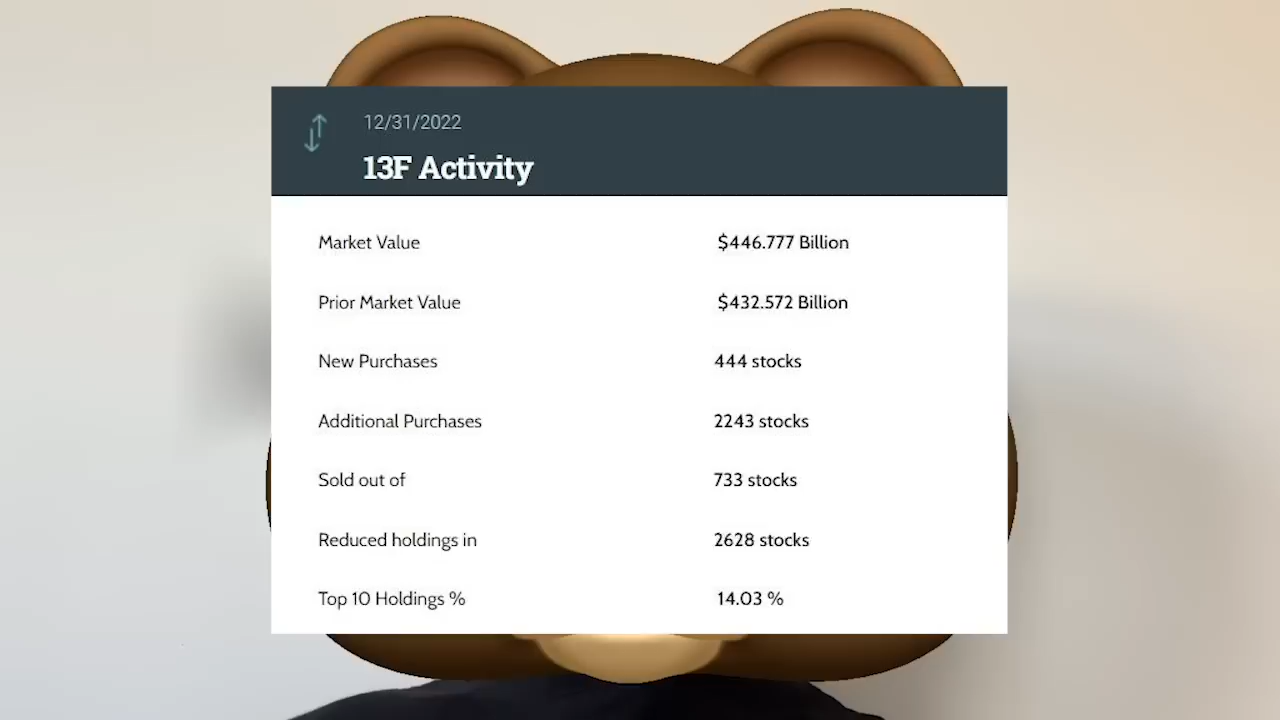 12/31/2022
13F Activity
Market Value $446.777 Billion
Prior Market Value $432.572 Billion
New Purchases 444 stocks
Additional Purchases 2243 stocks
Sold out of 733 stocks
Reduced holdings in 2628 stocks
Top 10 Holdings % 14.03 %